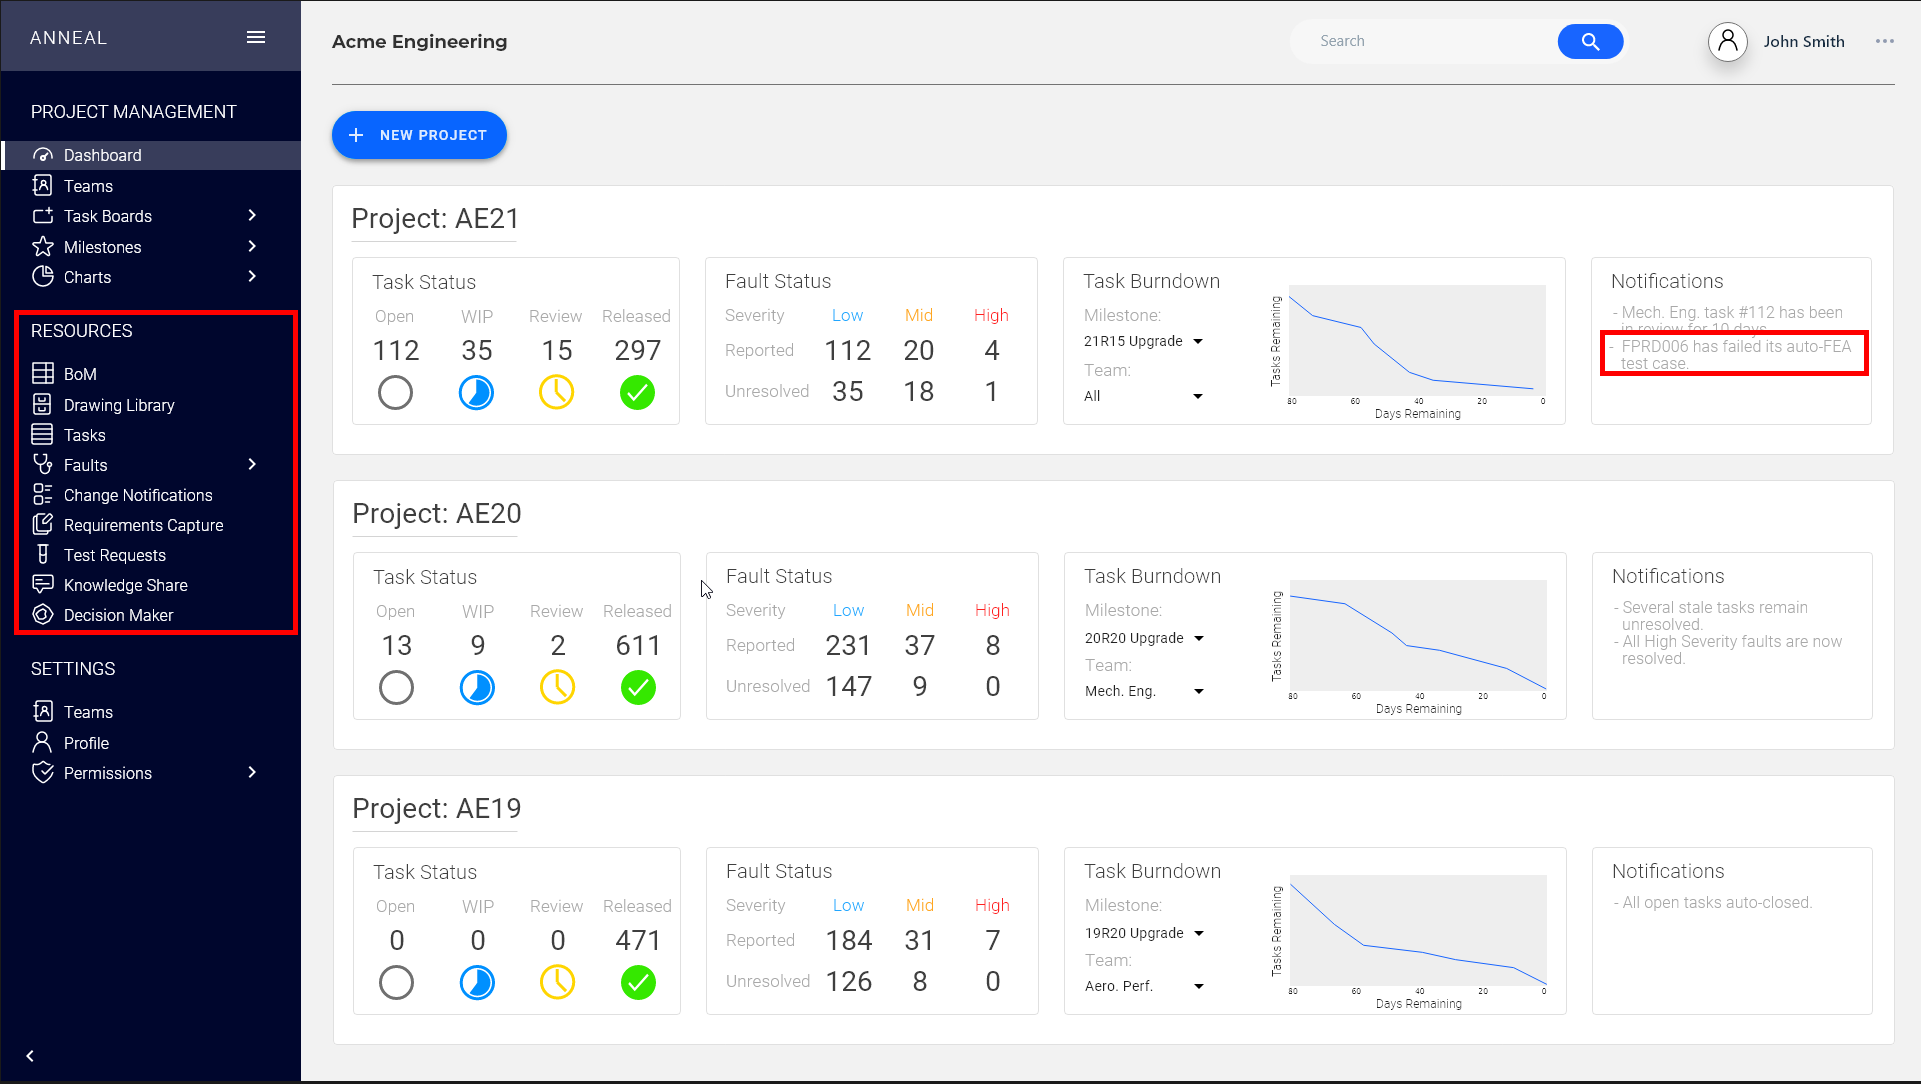 ANNEAL
PROJECT MANAGEMENT
Dashboard
Teams
Task Boards
Milestones
Charts
RESOURCES
BoM
Drawing Library
Tasks
Faults
Change Notifications
Requirements Capture
Test Requests
Knowledge Share
Decision Maker
SETTINGS
Teams
Profile
Permissions
Acme Engineering
Search
John Smith
NEW PROJECT
Project: AE21
Task Status
Open WIP Review Released
112 35 15 297
Fault Status
Severity Low Mid High
Reported 112 20 4
Unresolved 35 18 1
Task Burndown
Milestone:
21R15 Upgrade
Team:
All
Tasks Remaining
80 60 40 20 0
Days Remaining
Notifications
- Mech. Eng. task #112 has been
in review for 10 days.
- FPRD006 has failed its auto-FEA
test case.
Project: AE20
Task Status
Open WIP Review Released
13 9 2 611
Fault Status
Severity Low Mid High
Reported 231 37 8
Unresolved 147 9 0
Task Burndown
Milestone:
20R20 Upgrade
Team:
Mech. Eng.
Tasks Remaining
80 60 40 20 0
Days Remaining
Notifications
- Several stale tasks remain
unresolved.
- All High Severity faults are now
resolved.
Project: AE19
Task Status
Open WIP Review Released
0 0 0 471
Fault Status
Severity Low Mid High
Reported 184 31 7
Unresolved 126 8 0
Task Burndown
Milestone:
19R20 Upgrade
Team:
Aero. Perf.
Tasks Remaining
80 60 40 20 0
Days Remaining
Notifications
- All open tasks auto-closed.